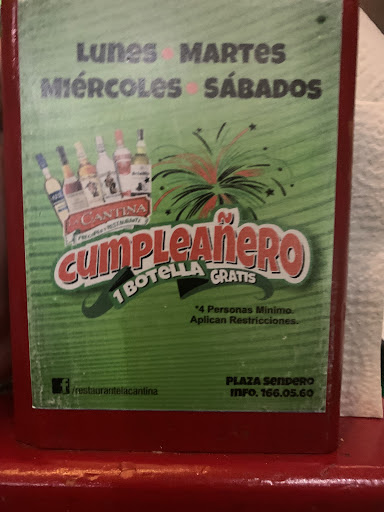 Lunes • Martes
Miércoles • Sábados
La Cantina
Cumpleañero
1 Botella Gratis
*4 Personas Minimo.
Aplican Restricciones.
Plaza Sendero
Info. 166.05.60
f /restaurantelacantina